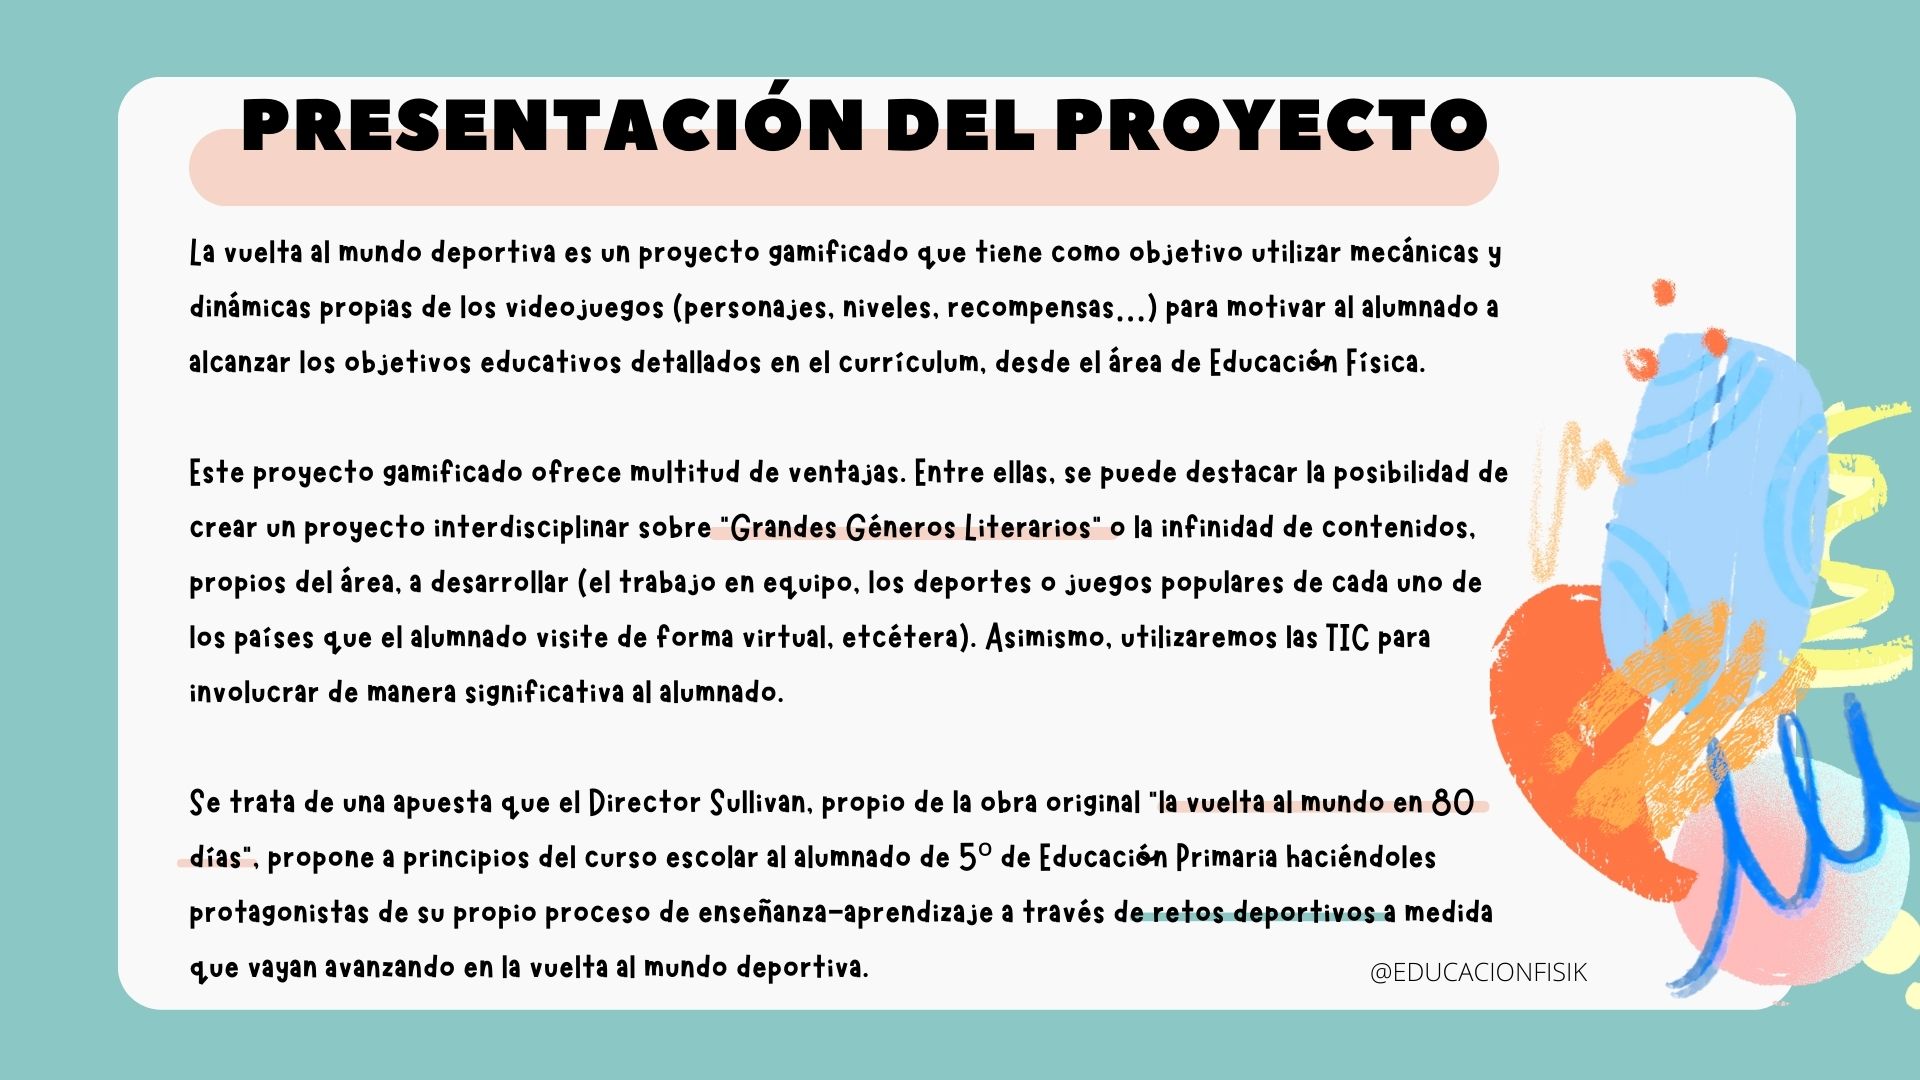 PRESENTACIÓN DEL PROYECTO
La vuelta al mundo deportiva es un proyecto gamificado que tiene como objetivo utilizar mecánicas y
dinámicas propias de los videojuegos (personajes, niveles, recompensas...) para motivar al alumnado a
alcanzar los objetivos educativos detallados en el currículum, desde el área de Educación Física.
Este proyecto gamificado ofrece multitud de ventajas. Entre ellas, se puede destacar la posibilidad de
crear un proyecto interdisciplinar sobre "Grandes Géneros Literarios" o la infinidad de contenidos,
propios del área, a desarrollar (el trabajo en equipo, los deportes o juegos populares de cada uno de
los países que el alumnado visite de forma virtual, etcétera). Asimismo, utilizaremos las TIC para
involucrar de manera significativa al alumnado.
Se trata de una apuesta que el Director Sullivan, propio de la obra original "la vuelta al mundo en 80
días", propone a principios del curso escolar al alumnado de 5º de Educación Primaria haciéndoles
protagonistas de su propio proceso de enseñanza-aprendizaje a través de retos deportivos a medida
que vayan avanzando en la vuelta al mundo deportiva.
@EDUCACIONFISIK